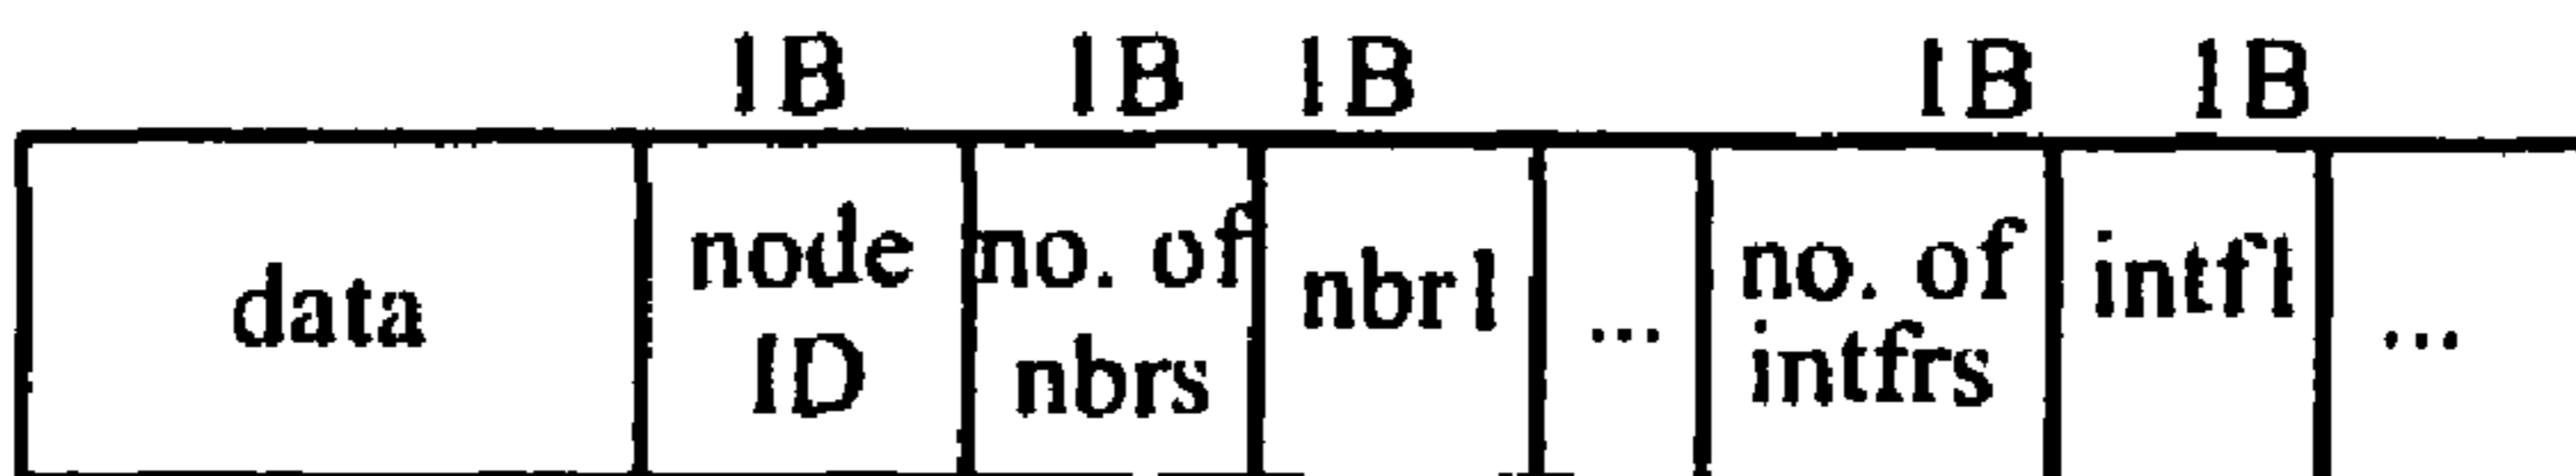 1B 1B 1B 1B 1B
data node ID no. of nbrs nbr1 ... no. of intfrs intf1 ...